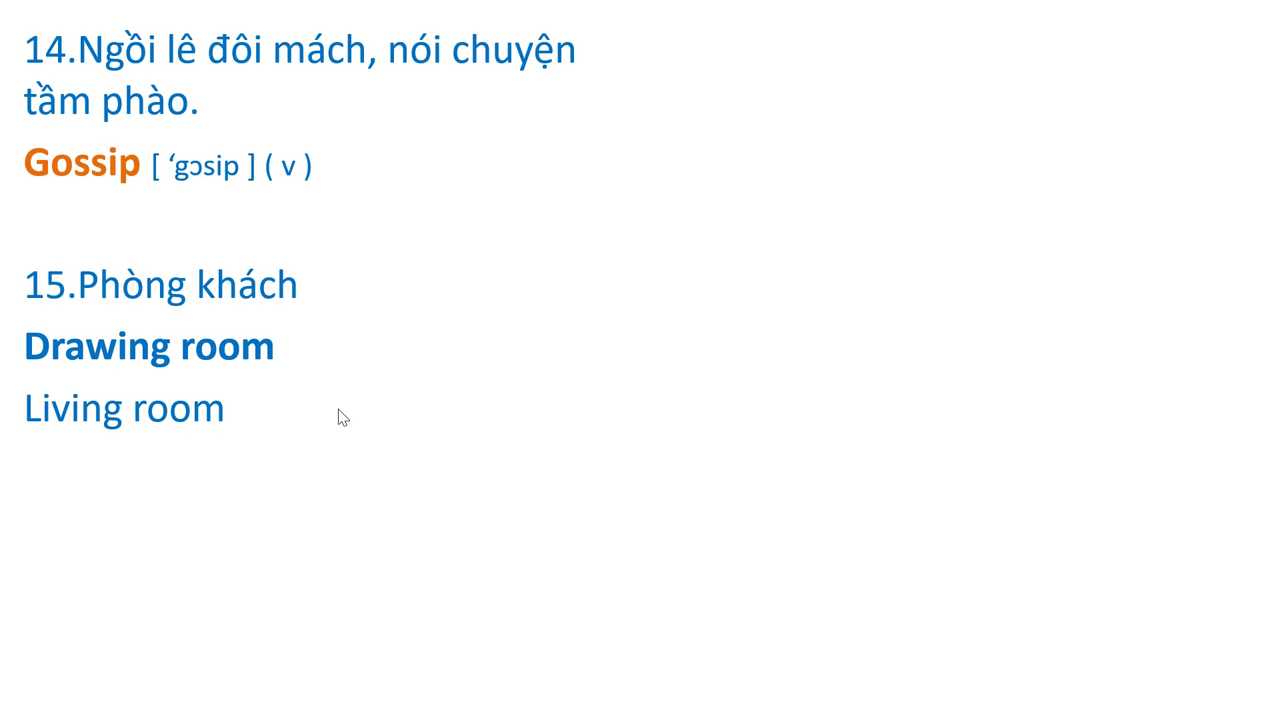 14.Ngồi lê đôi mách, nói chuyện
tầm phào.
Gossip [ ‘gɔsip ] ( v )
15.Phòng khách
Drawing room
Living room